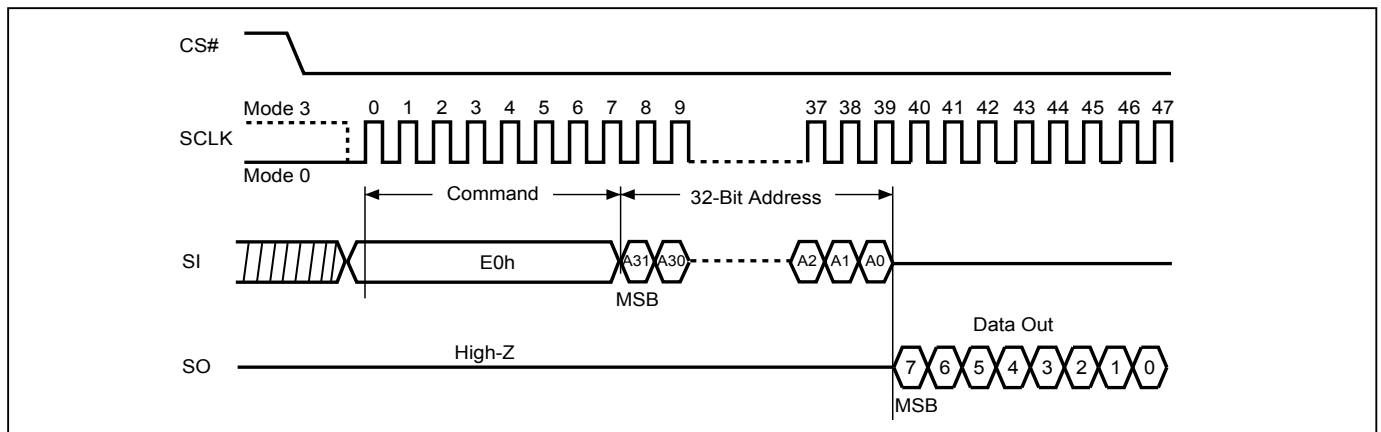 CS#
Mode 3 0 1 2 3 4 5 6 7 8 9 37 38 39 40 41 42 43 44 45 46 47
SCLK
Mode 0
Command 32-Bit Address
SI E0h A31 A30 A2 A1 A0
MSB
Data Out
High-Z
SO 7 6 5 4 3 2 1 0
MSB